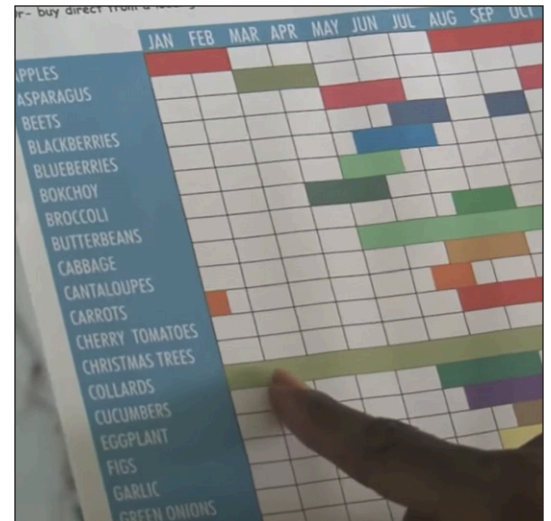 r- buy direct from a
JAN FEB MAR APR MAY JUN JUL AUG SEP OCT
APPLES
ASPARAGUS
BEETS
BLACKBERRIES
BLUEBERRIES
BOKCHOY
BROCCOLI
BUTTERBEANS
CABBAGE
CANTALOUPES
CARROTS
CHERRY TOMATOES
CHRISTMAS TREES
COLLARDS
CUCUMBERS
EGGPLANT
FIGS
GARLIC
GREEN ONIONS